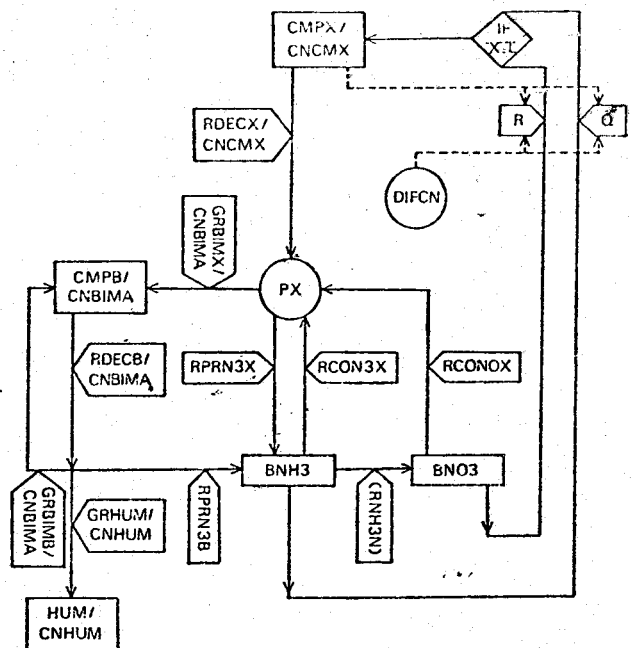 CMPX/
CNCMX
IF
X.T.
RDECX/
CNCMX
R
Q
DIFCN
GRBIMX/
CNBIMA
CMPB/
CNBIMA
PX
RDECB/
CNBIMA
RPRN3X
RCON3X
RCONOX
BNH3
BNO3
GRBIMB/
CNBIMA
GRHUM/
CNHUM
RPRN3B
(RNH3N)
HUM/
CNHUM